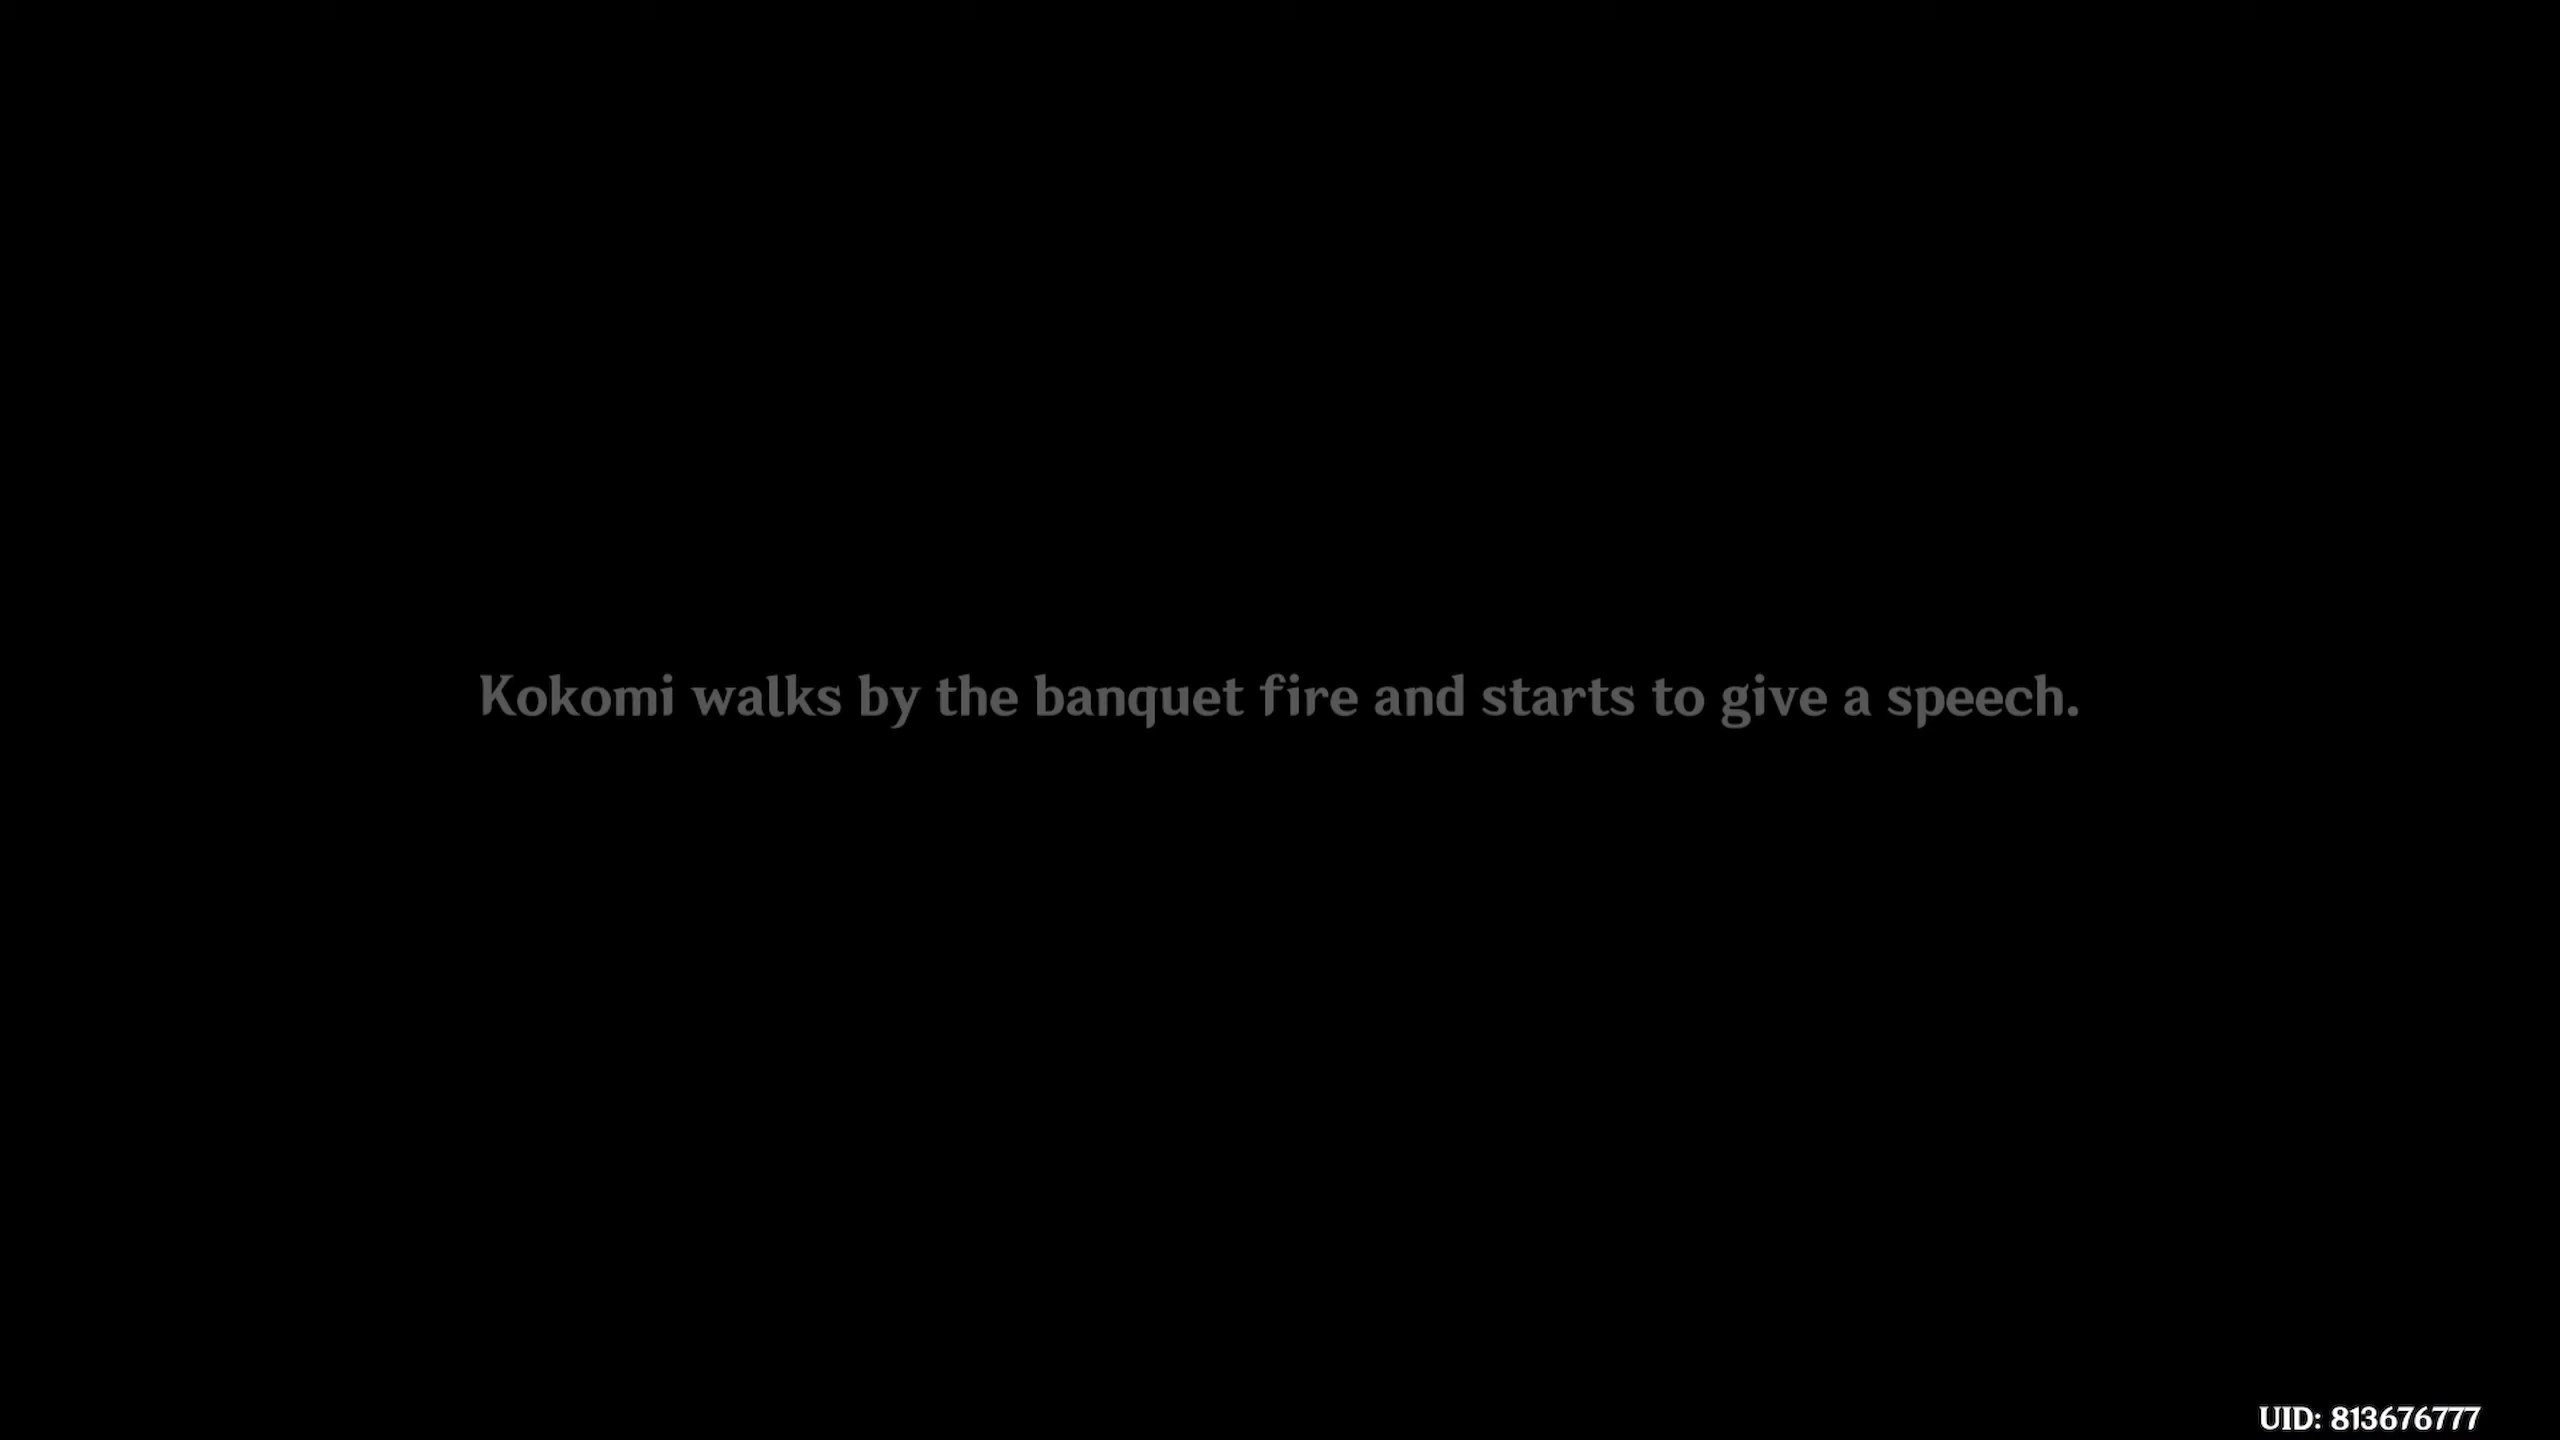 Kokomi walks by the banquet fire and starts to give a speech.
UID: 813676777